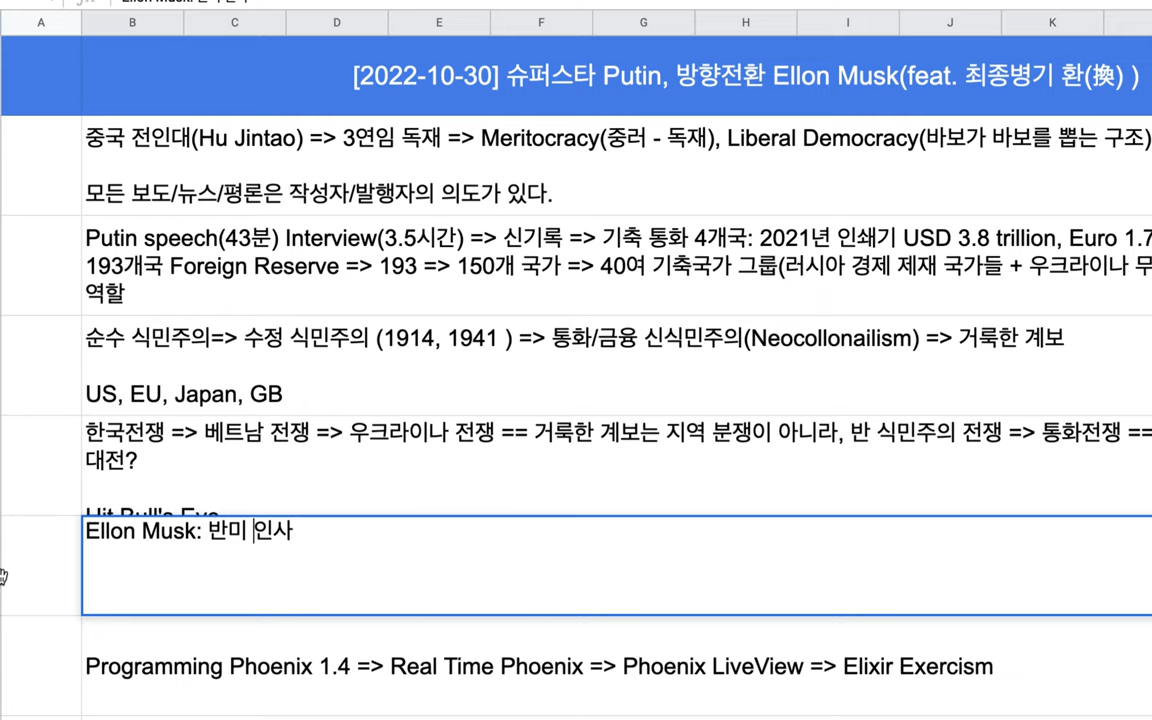 A B C D E F G H I J K
[2022-10-30] 슈퍼스타 Putin, 방향전환 Ellon Musk(feat. 최종병기 환(換) )
중국 전인대(Hu Jintao) => 3연임 독재 => Meritocracy(중러 - 독재), Liberal Democracy(바보가 바보를 뽑는 구조)
모든 보도/뉴스/평론은 작성자/발행자의 의도가 있다.
Putin speech(43분) Interview(3.5시간) => 신기록 => 기축 통화 4개국: 2021년 인쇄기 USD 3.8 trillion, Euro 1.7
193개국 Foreign Reserve => 193 => 150개 국가 => 40여 기축국가 그룹(러시아 경제 제재 국가들 + 우크라이나 무
역할
순수 식민주의=> 수정 식민주의 (1914, 1941 ) => 통화/금융 신식민주의(Neocollonailism) => 거룩한 계보
US, EU, Japan, GB
한국전쟁 => 베트남 전쟁 => 우크라이나 전쟁 == 거룩한 계보는 지역 분쟁이 아니라, 반 식민주의 전쟁 => 통화전쟁 ==
대전?
Hit Bull's Eye
Ellon Musk: 반미 인사
Programming Phoenix 1.4 => Real Time Phoenix => Phoenix LiveView => Elixir Exercism